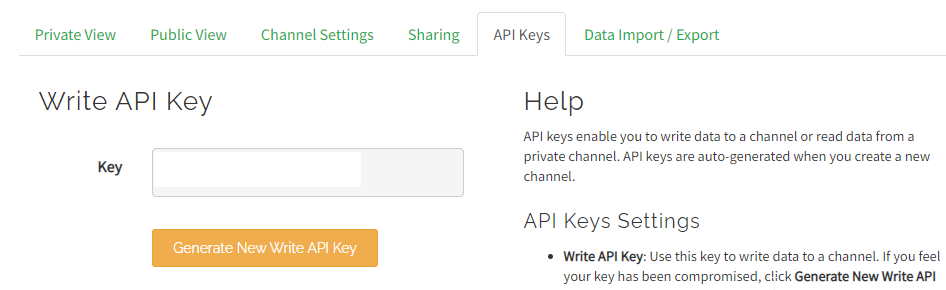 Private View Public View Channel Settings Sharing API Keys Data Import / Export
Write API Key
Key
Generate New Write API Key
Help
API keys enable you to write data to a channel or read data from a
private channel. API keys are auto-generated when you create a new
channel.
API Keys Settings
• Write API Key: Use this key to write data to a channel. If you feel
your key has been compromised, click Generate New Write API